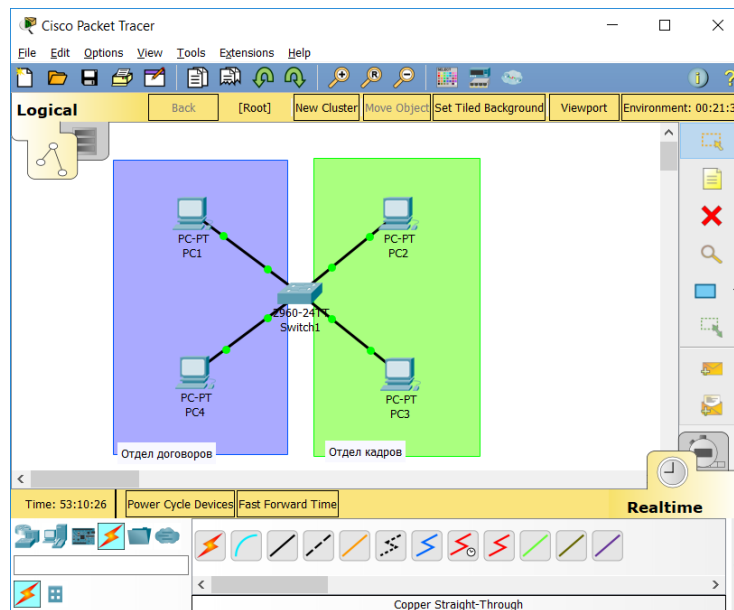 Cisco Packet Tracer
File Edit Options View Tools Extensions Help
Logical Back [Root] New Cluster Move Object Set Tiled Background Viewport Environment: 00:21:3
PC-PT
PC1
PC-PT
PC2
2960-24TT
Switch1
PC-PT
PC4
PC-PT
PC3
Отдел договоров
Отдел кадров
Time: 53:10:26 Power Cycle Devices Fast Forward Time Realtime
Copper Straight-Through